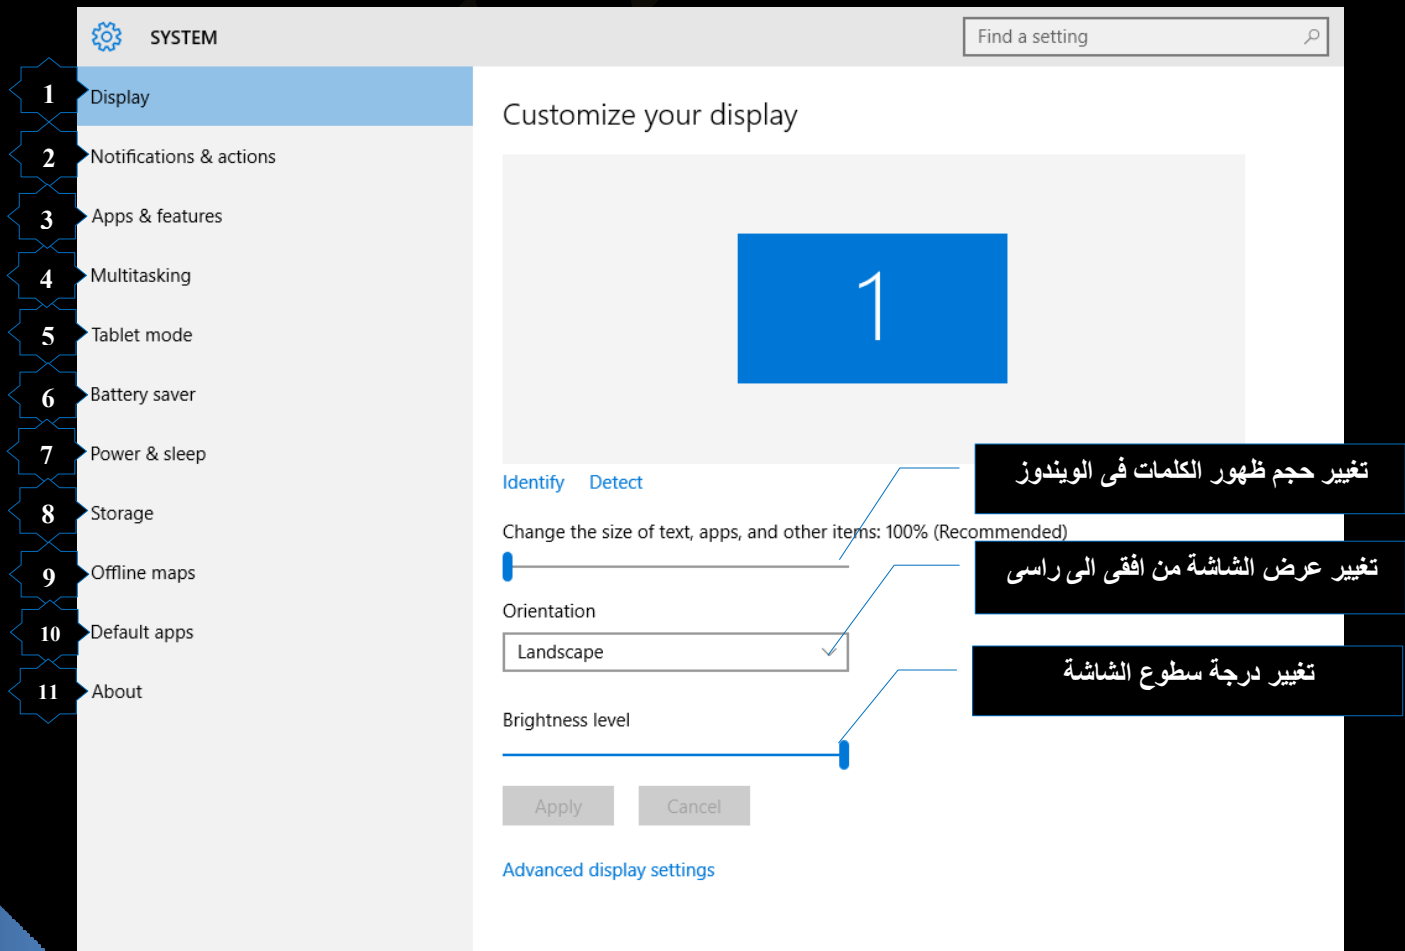 SYSTEM
Find a setting
1 Display
2 Notifications & actions
3 Apps & features
4 Multitasking
5 Tablet mode
6 Battery saver
7 Power & sleep
8 Storage
9 Offline maps
10 Default apps
11 About
Customize your display
1
Identify Detect
تغيير حجم ظهور الكلمات فى الويندوز
Change the size of text, apps, and other items: 100% (Recommended)
تغيير عرض الشاشة من افقى الى راسى
Orientation
Landscape
تغيير درجة سطوع الشاشة
Brightness level
Apply Cancel
Advanced display settings